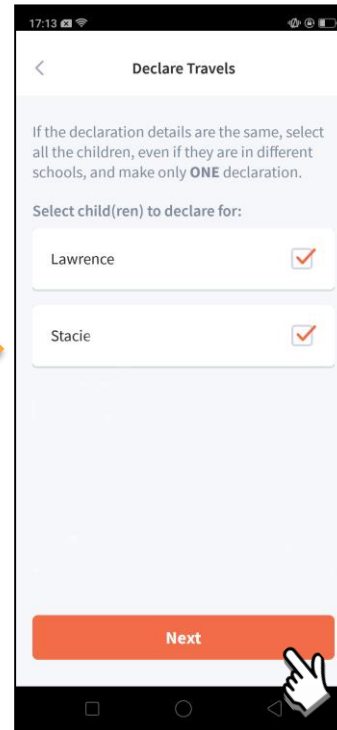 17:13
Declare Travels
If the declaration details are the same, select
all the children, even if they are in different
schools, and make only ONE declaration.
Select child(ren) to declare for:
Lawrence
Stacie
Next